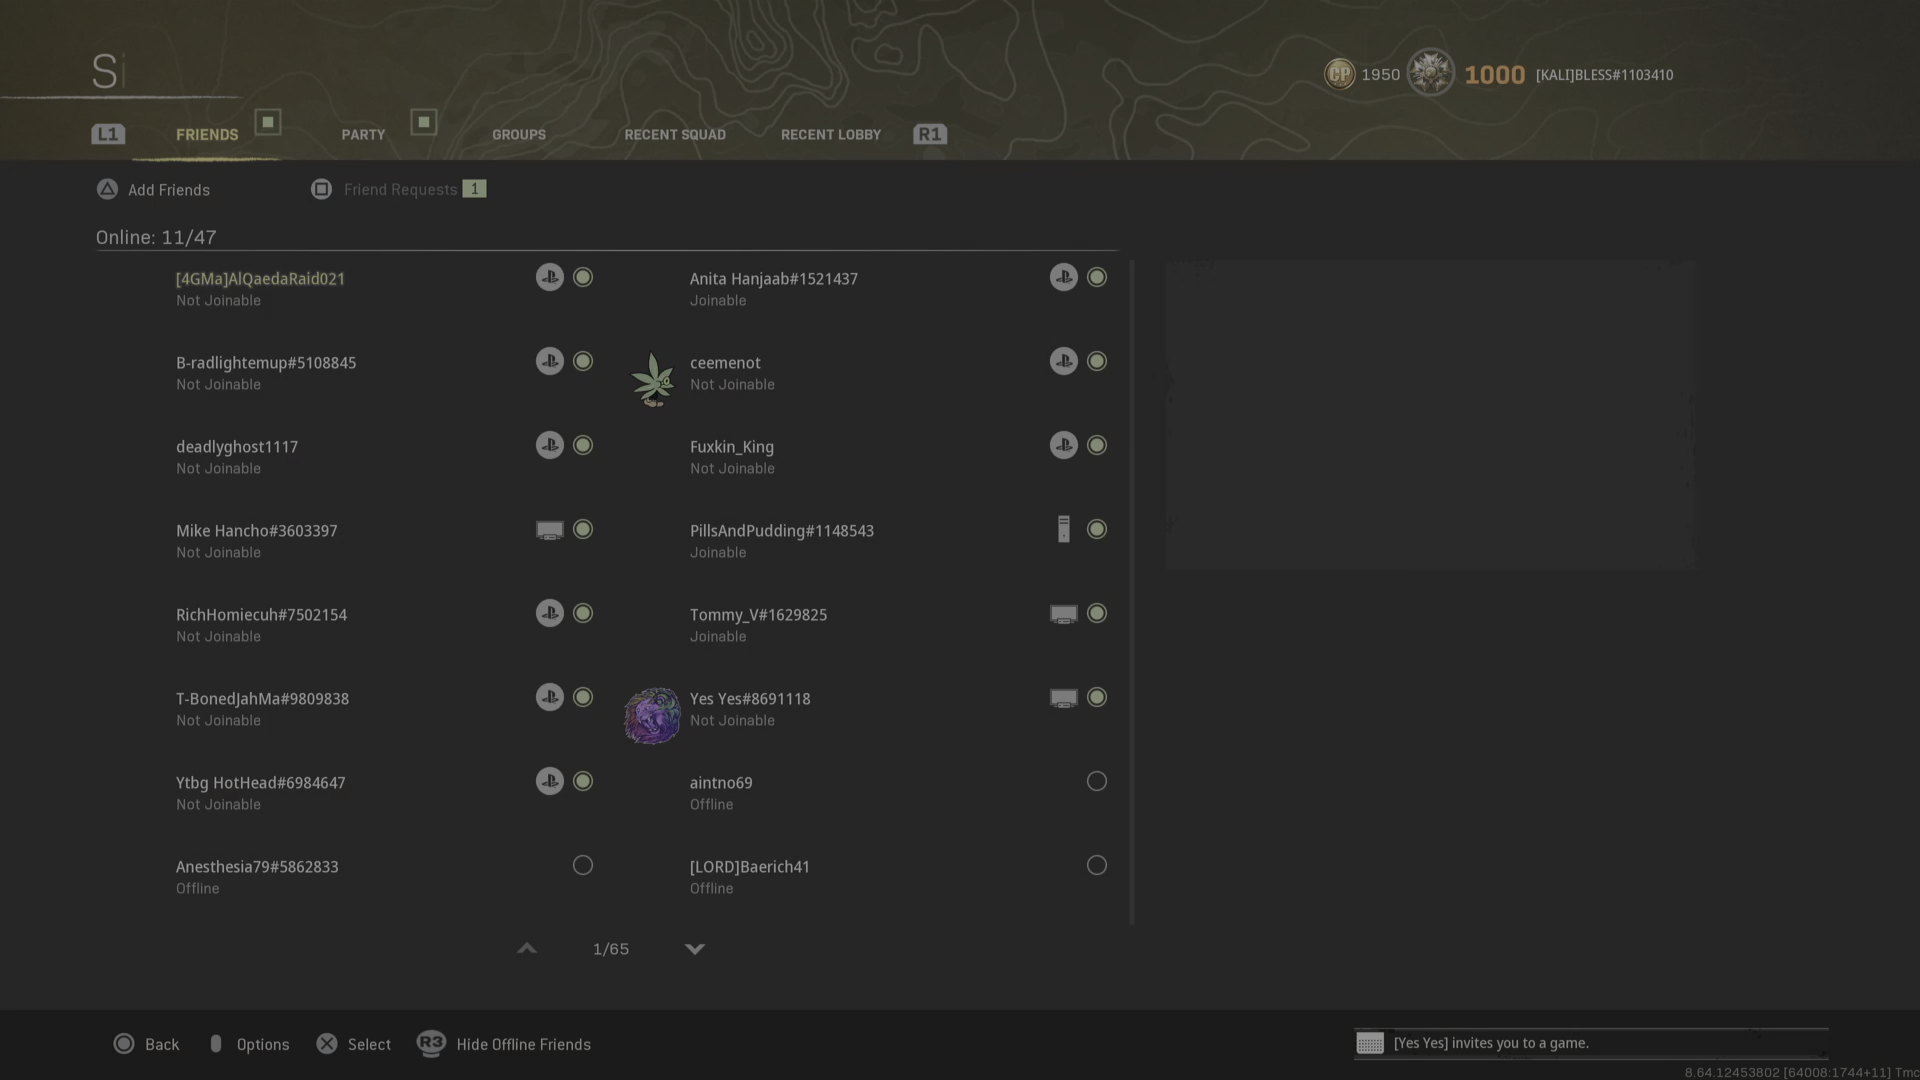 Si
CP 1950 1000 [KALI]BLESS#1103410
L1 FRIENDS PARTY GROUPS RECENT SQUAD RECENT LOBBY R1
Add Friends Friend Requests 1
Online: 11/47
[4GMa]AlQaedaRaid021
Not Joinable
Anita Hanjaab#1521437
Joinable
B-radlightemup#5108845
Not Joinable
ceemenot
Not Joinable
deadlyghost1117
Not Joinable
Fuxkin_King
Not Joinable
Mike Hancho#3603397
Not Joinable
PillsAndPudding#1148543
Joinable
RichHomiecuh#7502154
Not Joinable
Tommy_V#1629825
Joinable
T-BonedJahMa#9809838
Not Joinable
Yes Yes#8691118
Not Joinable
Ytbg HotHead#6984647
Not Joinable
aintno69
Offline
Anesthesia79#5862833
Offline
[LORD]Baerich41
Offline
1/65
Back Options Select R3 Hide Offline Friends
[Yes Yes] invites you to a game.
8.64.12453802 [64008:1744+11] Tmc